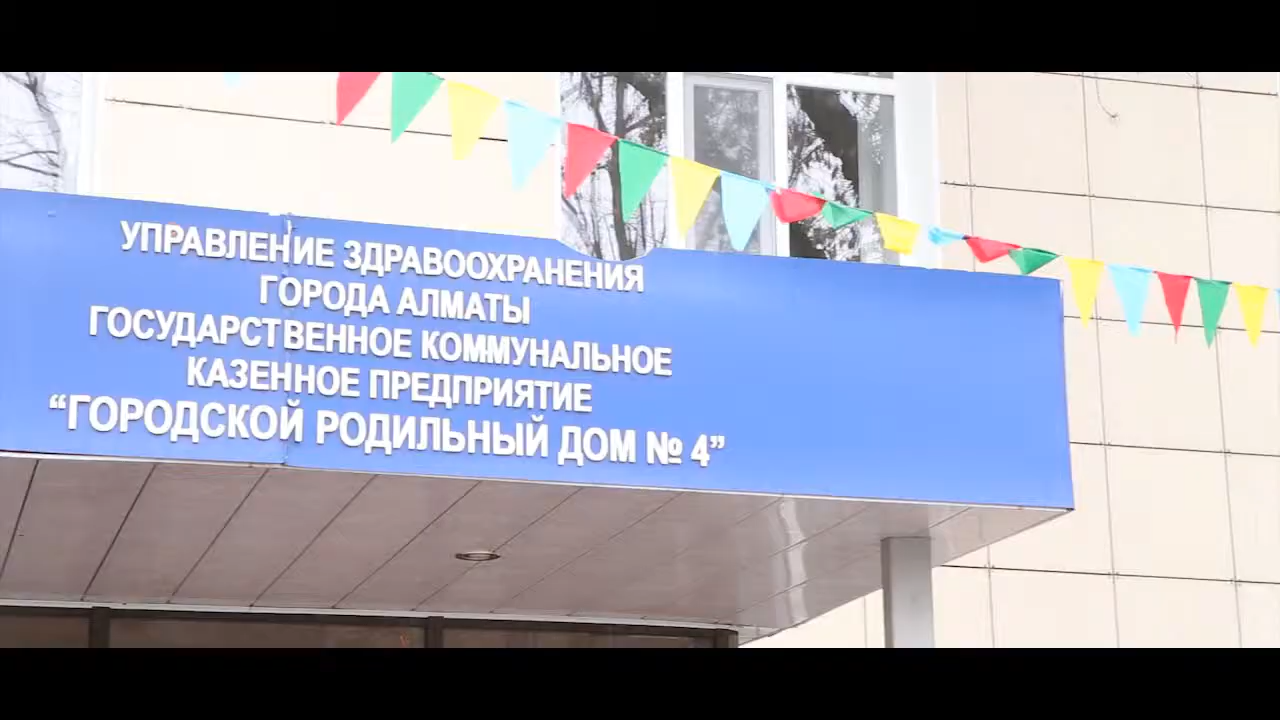 УПРАВЛЕНИЕ ЗДРАВООХРАНЕНИЯ
ГОРОДА АЛМАТЫ
ГОСУДАРСТВЕННОЕ КОММУНАЛЬНОЕ
КАЗЕННОЕ ПРЕДПРИЯТИЕ
“ГОРОДСКОЙ РОДИЛЬНЫЙ ДОМ № 4”